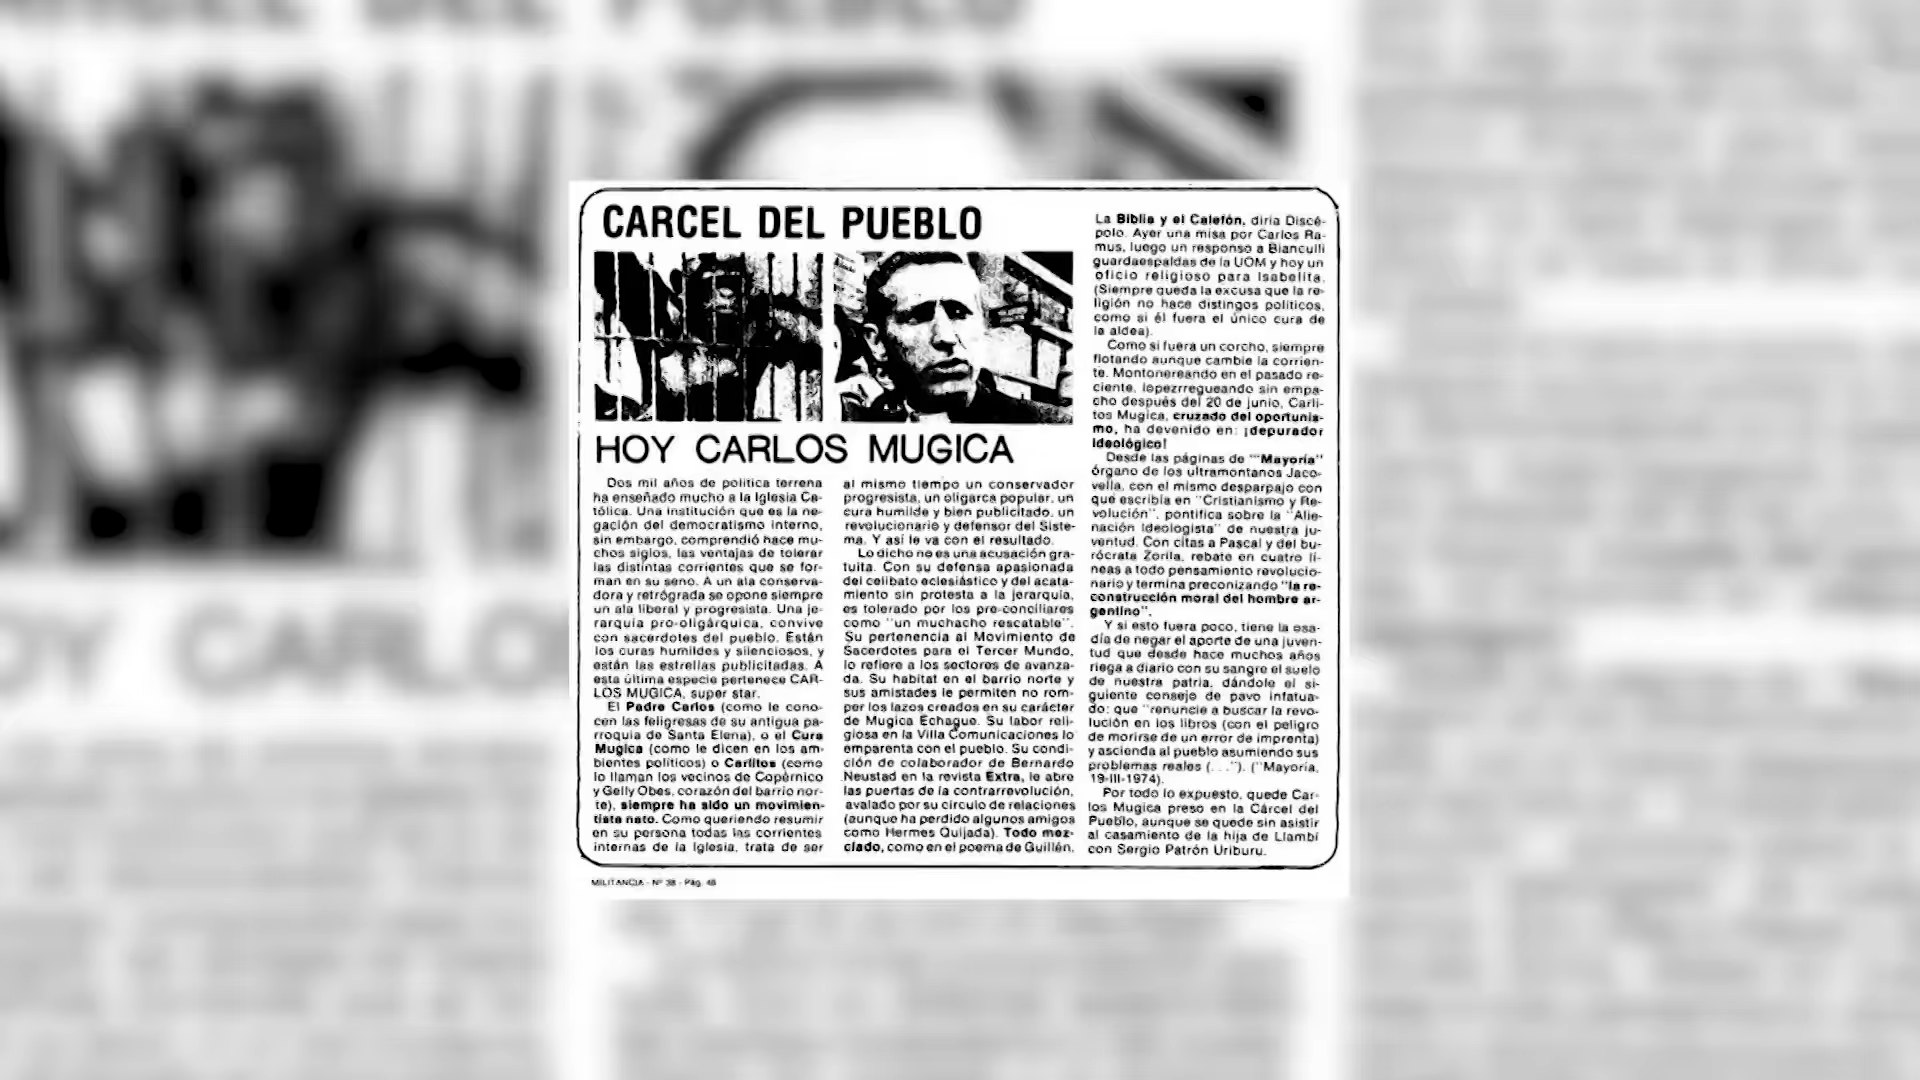 CARCEL DEL PUEBLO
HOY CARLOS MUGICA
Dos mil años de política terrena
ha enseñado mucho a la Iglesia Ca-
tólica. Una institución que es la ne-
gación del democratismo interno,
sin embargo, comprendió hace mu-
chos siglos, las ventajas de tolerar
las distintas corrientes que se for-
man en su seno. A un ala conserva-
dora y retrógrada se opone siempre
un ala liberal y progresista. Una je-
rarquía pro-oligárquica, convive
con sacerdotes del pueblo. Están
los curas humildes y silenciosos, y
están las estrellas publicitadas. A
esta última especie pertenece CAR-
LOS MUGICA, super star.
El Padre Carlos (como le cono-
cen las feligresas de su antigua pa-
rroquia de Santa Elena), o el Cura
Mugica (como le dicen en los am-
bientes políticos) o Carlitos (como
lo llaman los vecinos de Copérnico
y Gelly Obes, corazón del barrio nor-
te), siempre ha sido un movimien-
tista nato. Como queriendo resumir
en su persona todas las corrientes
internas de la Iglesia, trata de ser
al mismo tiempo un conservador
progresista, un oligarca popular, un
cura humilde y bien publicitado, un
revolucionario y defensor del Siste-
ma. Y así le va con el resultado.
Lo dicho no es una acusación gra-
tuita. Con su defensa apasionada
del celibato eclesiástico y del acata-
miento sin protesta a la jerarquía,
es tolerado por los pre-conciliares
como "un muchacho rescatable".
Su pertenencia al Movimiento de
Sacerdotes para el Tercer Mundo,
lo refiere a los sectores de avanza-
da. Su habitat en el barrio norte y
sus amistades le permiten no rom-
per los lazos creados en su carácter
de Mugica Echague. Su labor reli-
giosa en la Villa Comunicaciones lo
emparenta con el pueblo. Su condi-
ción de colaborador de Bernardo
Neustad en la revista Extra, le abre
las puertas de la contrarrevolución,
avalado por su círculo de relaciones
(aunque ha perdido algunos amigos
como Hermes Quijada). Todo mez-
clado, como en el poema de Guillén.
La Biblia y el Calefón, diría Discé-
polo. Ayer una misa por Carlos Ra-
mus, luego un responso a Bianculli
guardaespaldas de la UOM y hoy un
oficio religioso para Isabelita.
(Siempre queda la excusa que la re-
ligión no hace distingos políticos,
como si él fuera el único cura de
la aldea).
Como si fuera un corcho, siempre
flotando aunque cambie la corrien-
te. Montonereando en el pasado re-
ciente, lopezrregueando sin empa-
cho después del 20 de junio, Carli-
tos Mugica, cruzado del oportunis-
mo, ha devenido en: ¡depurador
ideológico!
Desde las páginas de "Mayoría"
órgano de los ultramontanos Jaco-
vella, con el mismo desparpajo con
que escribía en "Cristianismo y Re-
volución", pontifica sobre la "Alie-
nación Ideologista" de nuestra ju-
ventud. Con citas a Pascal y del bu-
rócrata Zorila, rebate en cuatro lí-
neas a todo pensamiento revolucio-
nario y termina preconizando "la re-
construcción moral del hombre ar-
gentino".
Y si esto fuera poco, tiene la osa-
día de negar el aporte de una juven-
tud que desde hace muchos años
riega a diario con su sangre el suelo
de nuestra patria, dándole el si-
guiente consejo de pavo infatua-
do: que "renuncie a buscar la revo-
lución en los libros (con el peligro
de morirse de un error de imprenta)
y ascienda al pueblo asumiendo sus
problemas reales (...)". ("Mayoría,
19-III-1974).
Por todo lo expuesto, quede Car-
los Mugica preso en la Cárcel del
Pueblo, aunque se quede sin asistir
al casamiento de la hija de Llambí
con Sergio Patrón Uriburu.
MILITANCIA - Nº 38 - Pág. 48